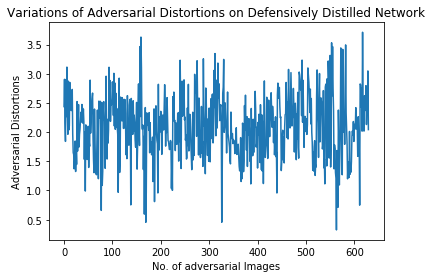 Variations of Adversarial Distortions on Defensively Distilled Network
3.5
3.0
2.5
2.0
1.5
1.0
0.5
Adversarial Distortions
0 100 200 300 400 500 600
No. of adversarial Images